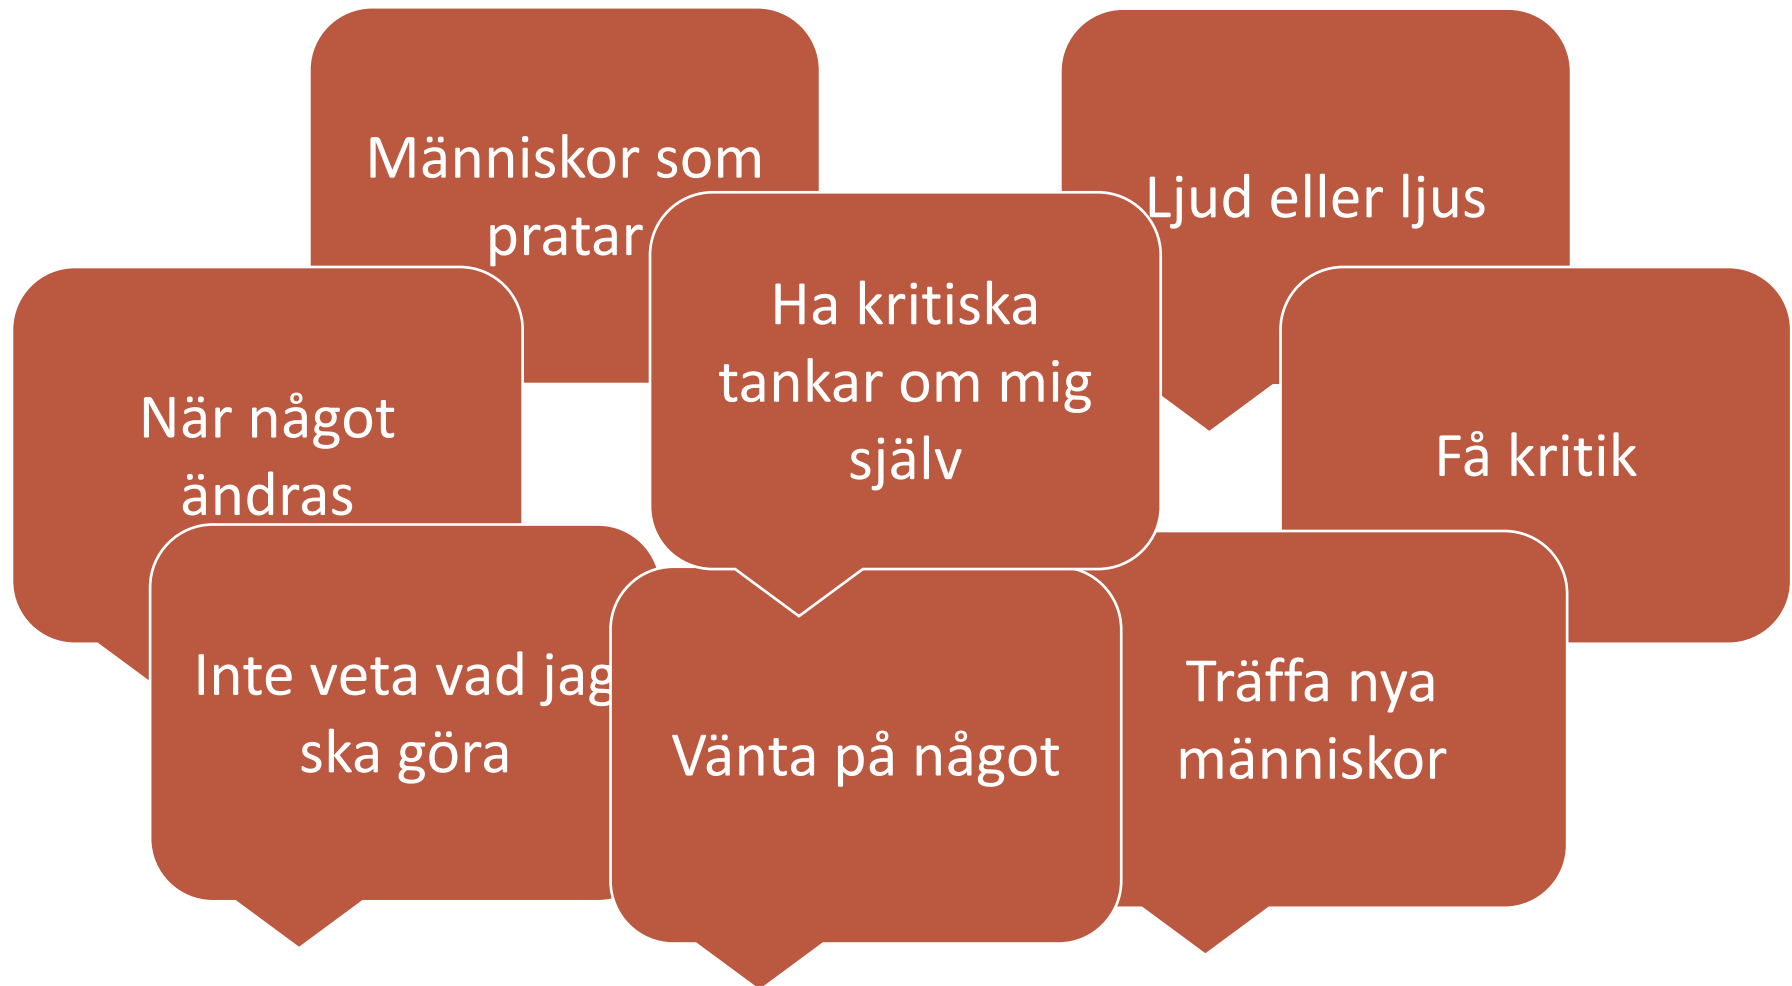 Människor som
pratar
Ljud eller ljus
Ha kritiska
tankar om mig
själv
När något
ändras
Få kritik
Inte veta vad jag
ska göra
Vänta på något
Träffa nya
människor